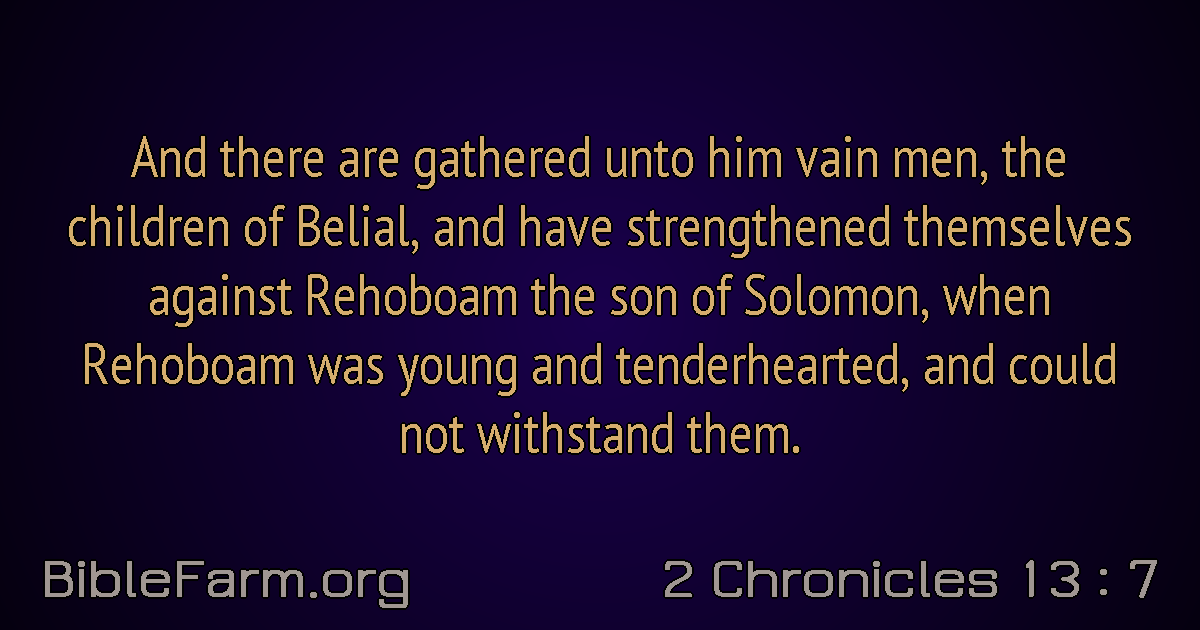 And there are gathered unto him vain men, the
children of Belial, and have strengthened themselves
against Rehoboam the son of Solomon, when
Rehoboam was young and tenderhearted, and could
not withstand them.
BibleFarm.org
2 Chronicles 13 : 7